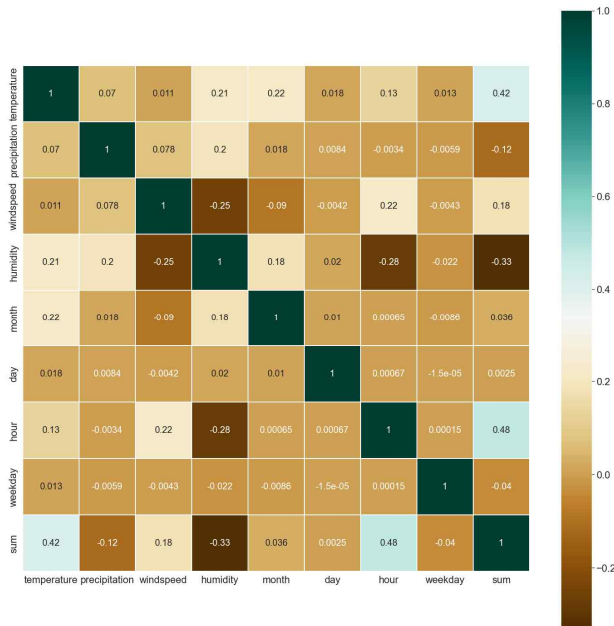 temperature 1 0.07 0.011 0.21 0.22 0.018 0.13 0.013 0.42
precipitation 0.07 1 0.078 0.2 0.018 0.0084 -0.0034 -0.0059 -0.12
windspeed 0.011 0.078 1 -0.25 -0.09 -0.0042 0.22 -0.0043 0.18
humidity 0.21 0.2 -0.25 1 0.18 0.02 -0.28 -0.022 -0.33
month 0.22 0.018 -0.09 0.18 1 0.01 0.00065 -0.0086 0.036
day 0.018 0.0084 -0.0042 0.02 0.01 1 0.00067 -1.5e-05 0.0025
hour 0.13 -0.0034 0.22 -0.28 0.00065 0.00067 1 0.00015 0.48
weekday 0.013 -0.0059 -0.0043 -0.022 -0.0086 -1.5e-05 0.00015 1 -0.04
sum 0.42 -0.12 0.18 -0.33 0.036 0.0025 0.48 -0.04 1
temperature precipitation windspeed humidity month day hour weekday sum
1.0
0.8
0.6
0.4
0.2
0.0
-0.2